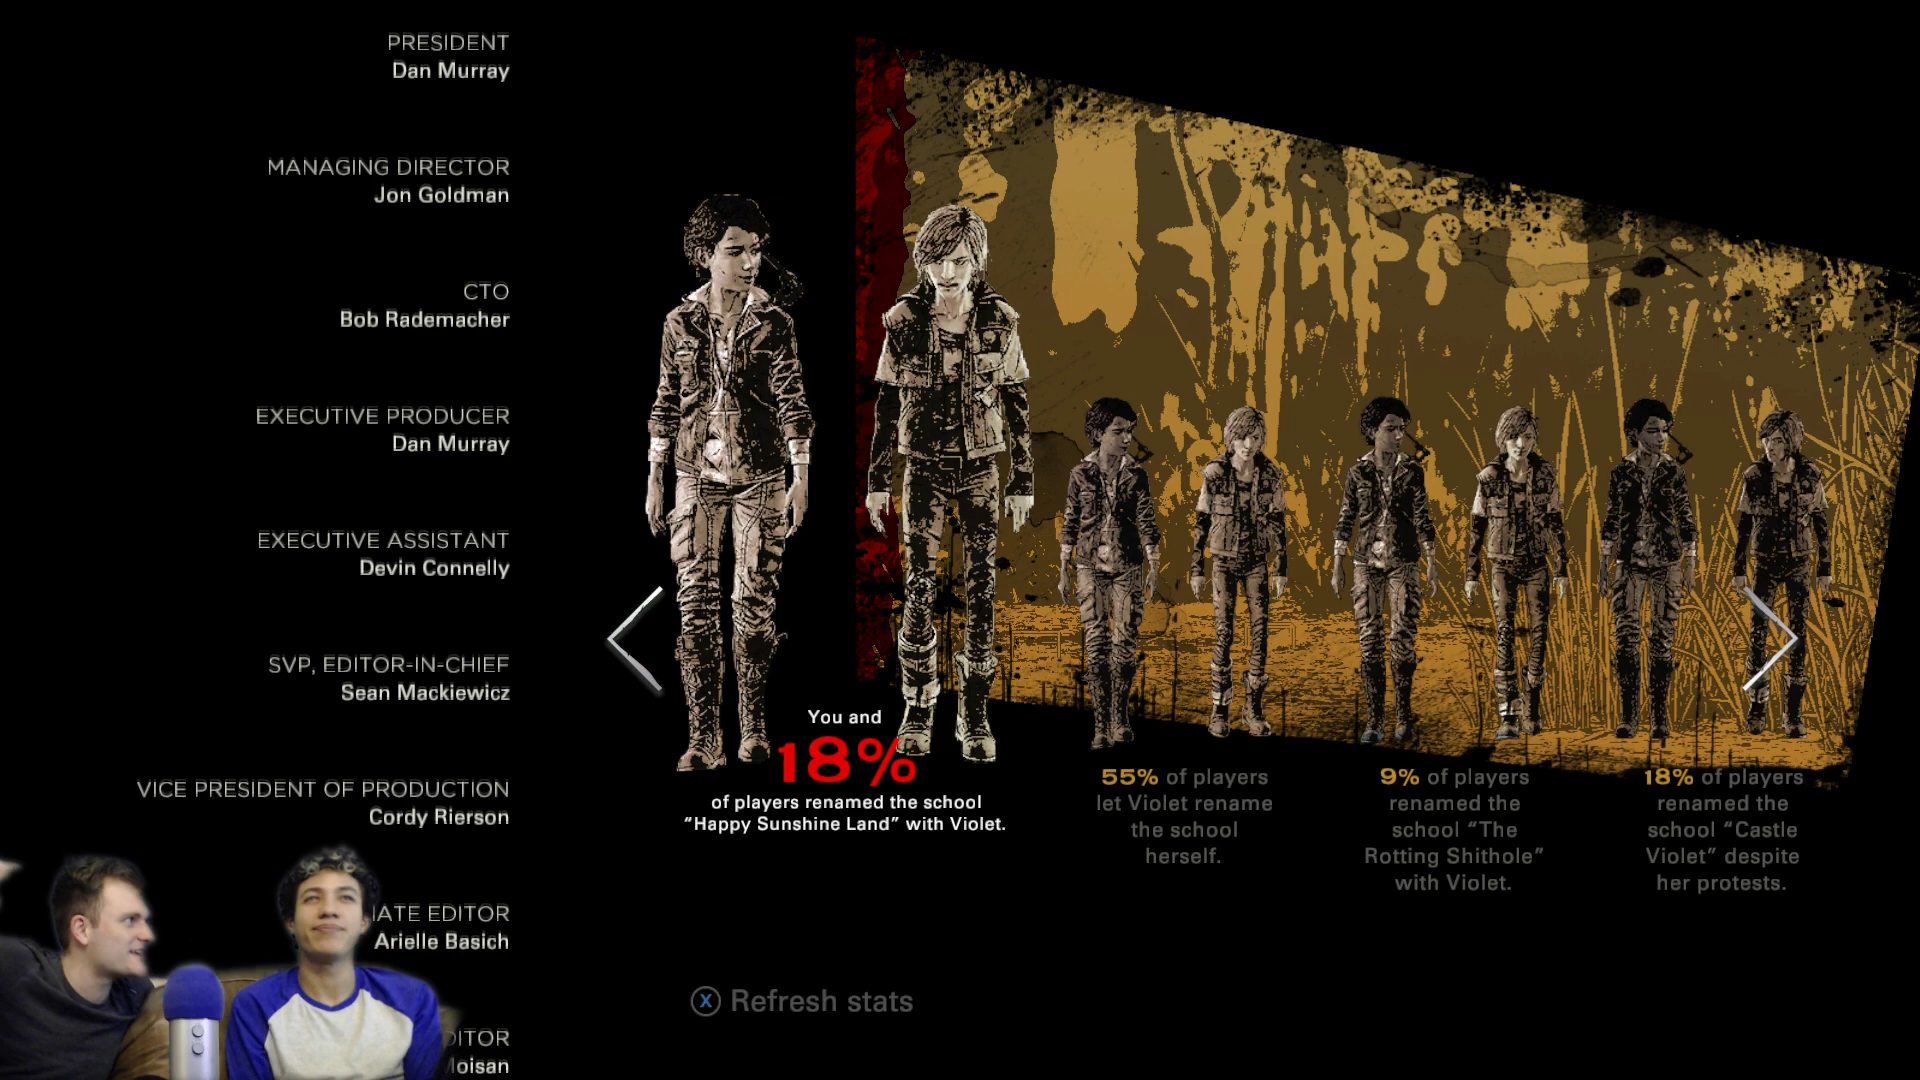 PRESIDENT
Dan Murray
MANAGING DIRECTOR
Jon Goldman
CTO
Bob Rademacher
EXECUTIVE PRODUCER
Dan Murray
EXECUTIVE ASSISTANT
Devin Connelly
SVP, EDITOR-IN-CHIEF
Sean Mackiewicz
VICE PRESIDENT OF PRODUCTION
Cordy Rierson
IATE EDITOR
Arielle Basich
DITOR
Moisan
You and
18%
of players renamed the school
“Happy Sunshine Land” with Violet.
55% of players
let Violet rename
the school
herself.
9% of players
renamed the
school “The
Rotting Shithole”
with Violet.
18% of players
renamed the
school “Castle
Violet” despite
her protests.
X Refresh stats